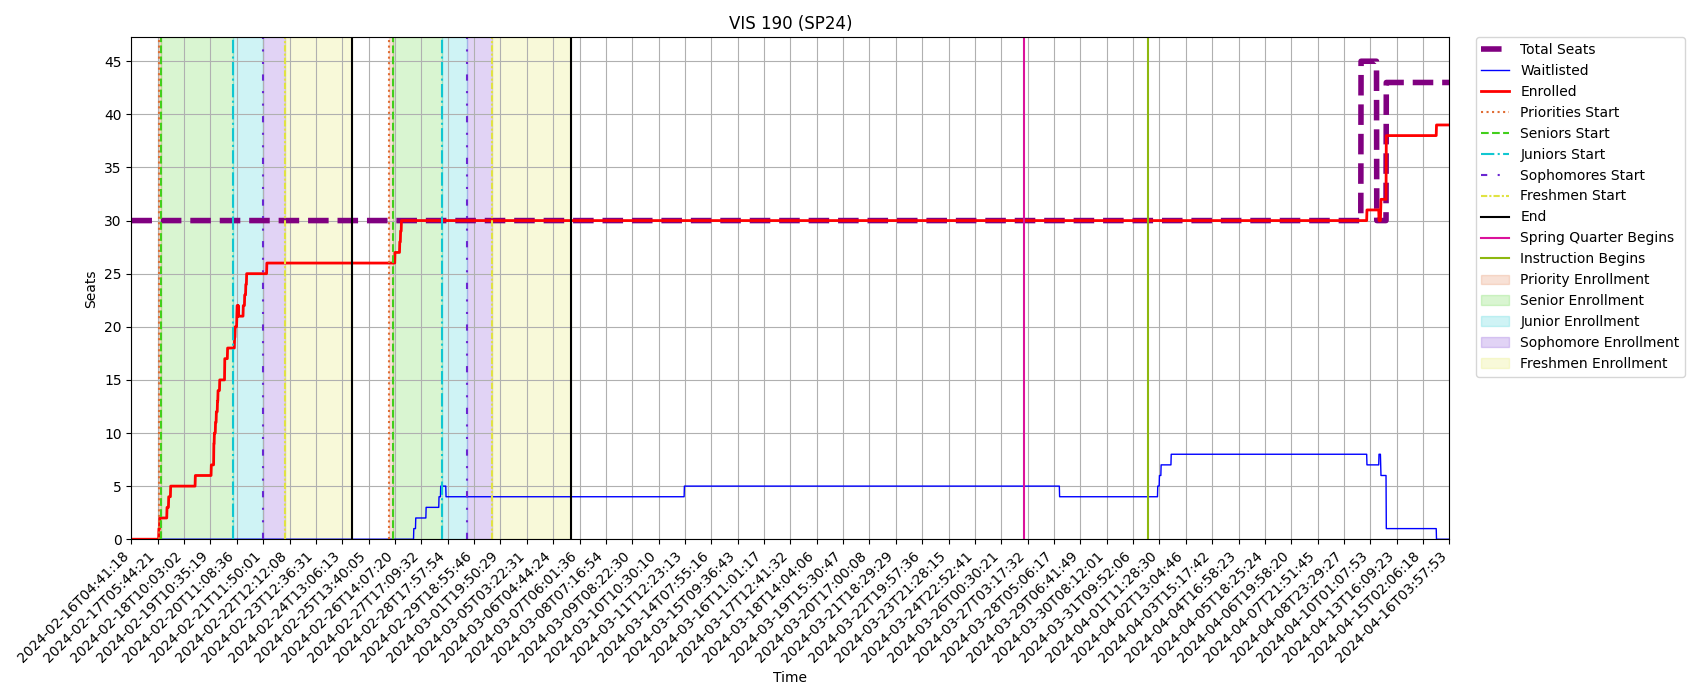 VIS 190 (SP24)
Seats
45
40
35
30
25
20
15
10
5
0
2024-02-16T04:41:18
2024-02-17T05:44:21
2024-02-18T10:03:02
2024-02-19T10:35:19
2024-02-20T11:08:36
2024-02-21T11:50:01
2024-02-22T12:12:08
2024-02-23T12:36:31
2024-02-24T13:06:13
2024-02-25T13:40:05
2024-02-26T14:07:20
2024-02-27T17:09:32
2024-02-28T17:57:54
2024-02-29T18:55:46
2024-03-01T19:50:29
2024-03-05T03:22:31
2024-03-06T04:44:24
2024-03-07T06:01:36
2024-03-08T07:16:54
2024-03-09T08:22:30
2024-03-10T10:30:10
2024-03-11T12:23:13
2024-03-14T07:55:16
2024-03-15T09:36:43
2024-03-16T11:01:17
2024-03-17T12:41:32
2024-03-18T14:04:06
2024-03-19T15:30:47
2024-03-20T17:00:08
2024-03-21T18:29:29
2024-03-22T19:57:36
2024-03-23T21:28:15
2024-03-24T22:52:41
2024-03-26T00:30:21
2024-03-27T03:17:32
2024-03-28T05:06:17
2024-03-29T06:41:49
2024-03-30T08:12:01
2024-03-31T09:52:06
2024-04-01T11:28:30
2024-04-02T13:04:46
2024-04-03T15:17:42
2024-04-04T16:58:23
2024-04-05T18:25:24
2024-04-06T19:58:20
2024-04-07T21:51:45
2024-04-08T23:29:27
2024-04-10T01:07:53
2024-04-13T16:09:23
2024-04-15T02:06:18
2024-04-16T03:57:53
Time
Total Seats
Waitlisted
Enrolled
Priorities Start
Seniors Start
Juniors Start
Sophomores Start
Freshmen Start
End
Spring Quarter Begins
Instruction Begins
Priority Enrollment
Senior Enrollment
Junior Enrollment
Sophomore Enrollment
Freshmen Enrollment